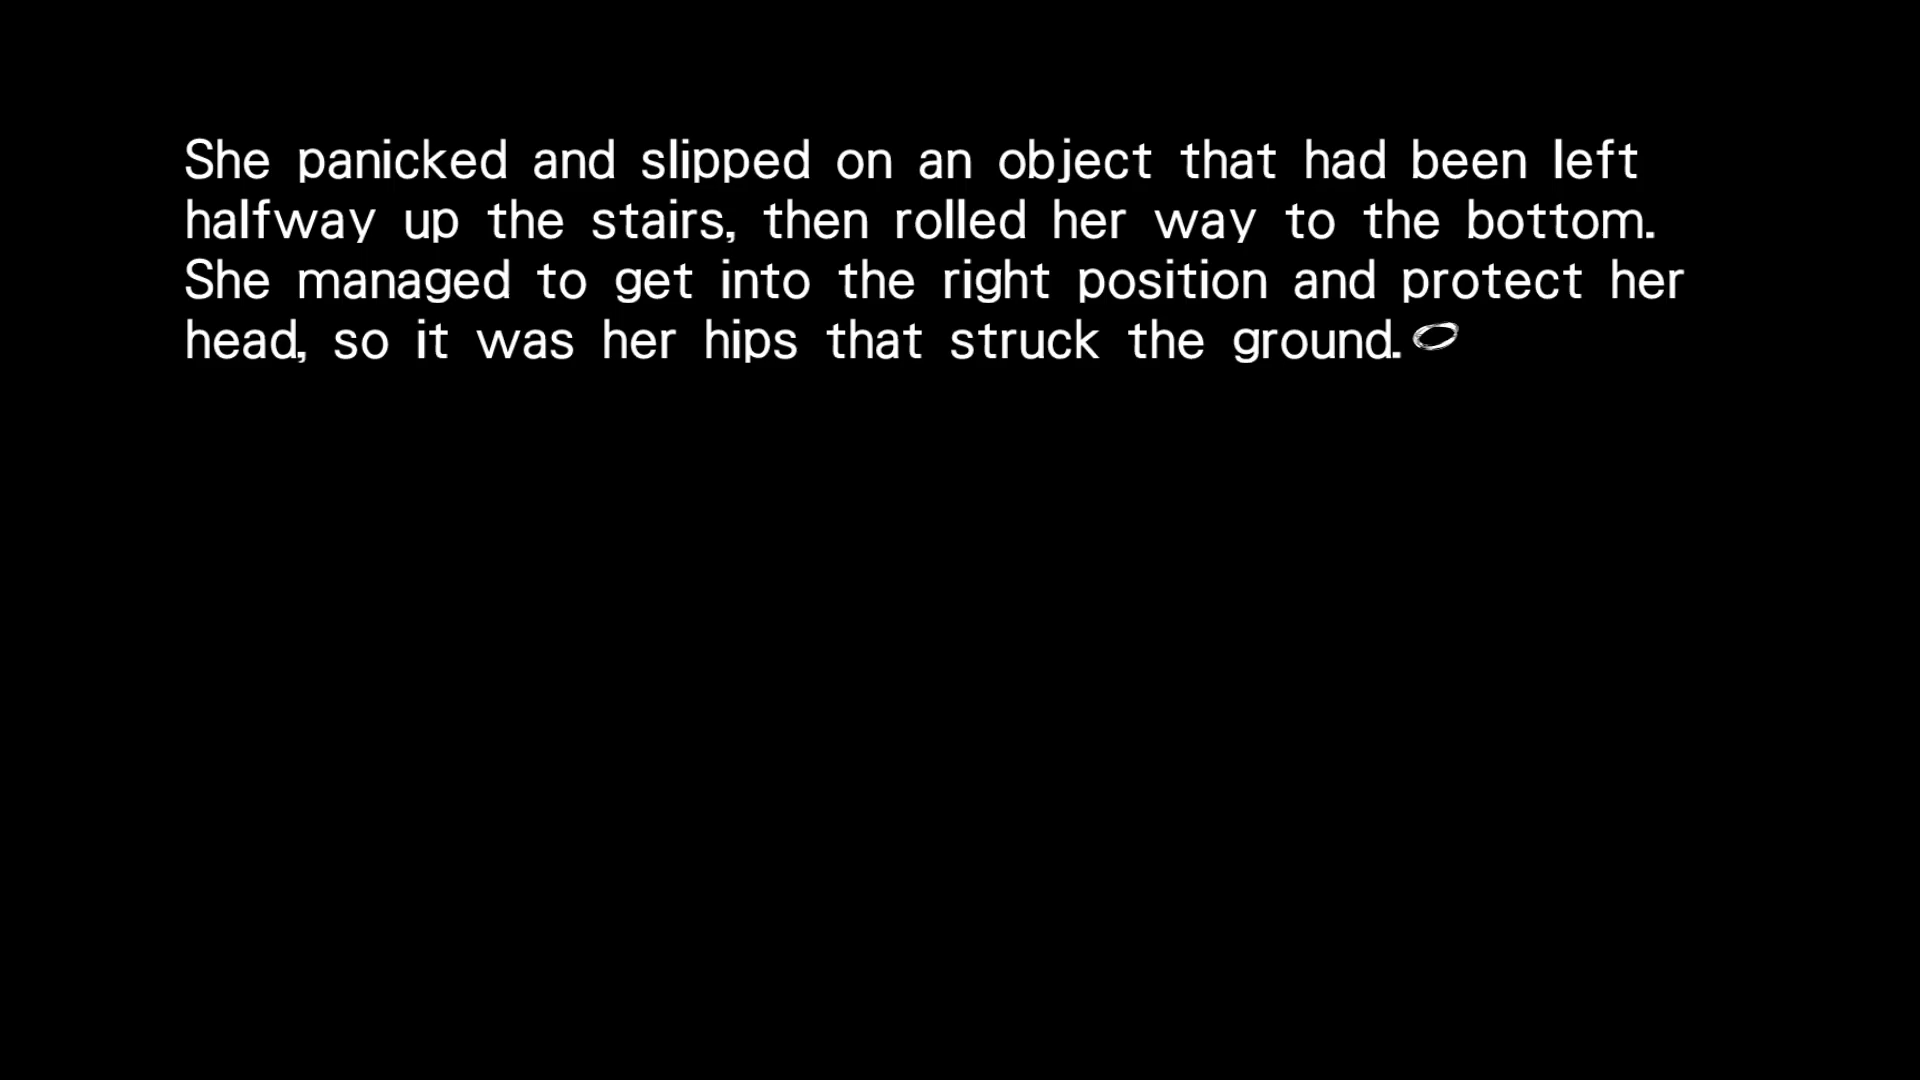 She panicked and slipped on an object that had been left
halfway up the stairs, then rolled her way to the bottom.
She managed to get into the right position and protect her
head, so it was her hips that struck the ground.